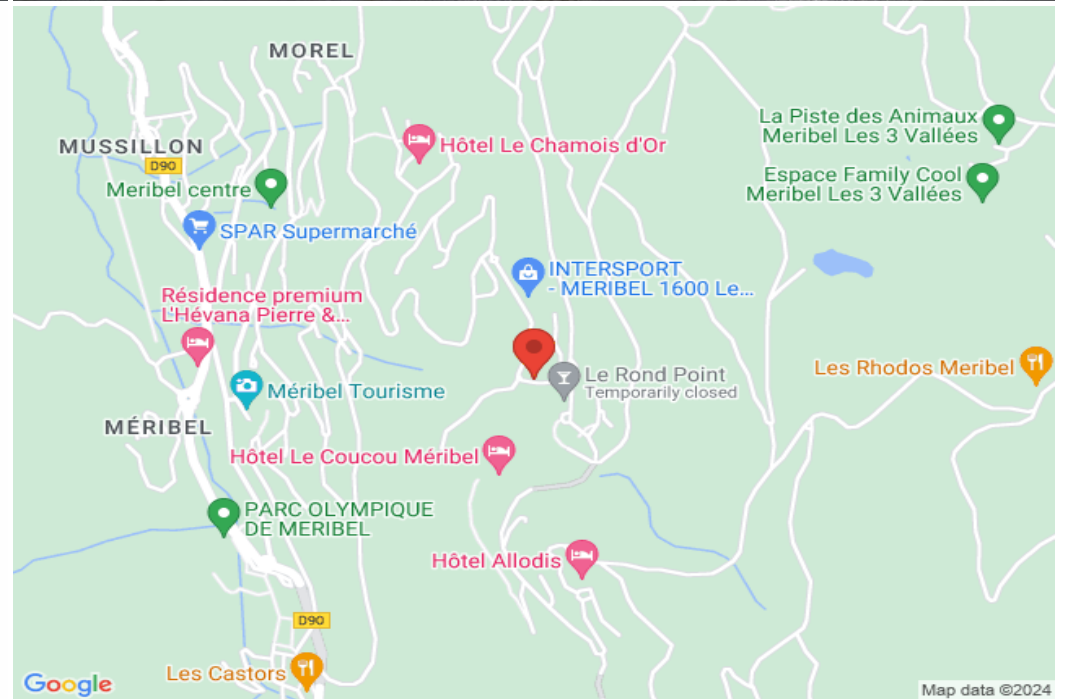 MOREL
Hôtel Le Chamois d'Or
La Piste des Animaux
Meribel Les 3 Vallées
MUSSILLON
D90
Meribel centre
Espace Family Cool
Meribel Les 3 Vallées
SPAR Supermarché
INTERSPORT
- MERIBEL 1600 Le...
Résidence premium
L'Hévana Pierre &...
Le Rond Point
Temporarily closed
Les Rhodos Meribel
Méribel Tourisme
MÉRIBEL
Hôtel Le Coucou Méribel
PARC OLYMPIQUE
DE MERIBEL
Hôtel Allodis
D90
Les Castors
Google
Map data ©2024